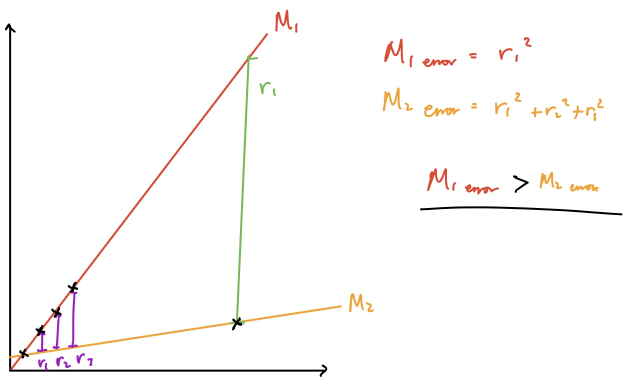 M₁
r₁
M₂
r₁ r₂ r₃
M₁ error = r₁²
M₂ error = r₁² + r₂² + r₁²
M₁ error > M₂ error